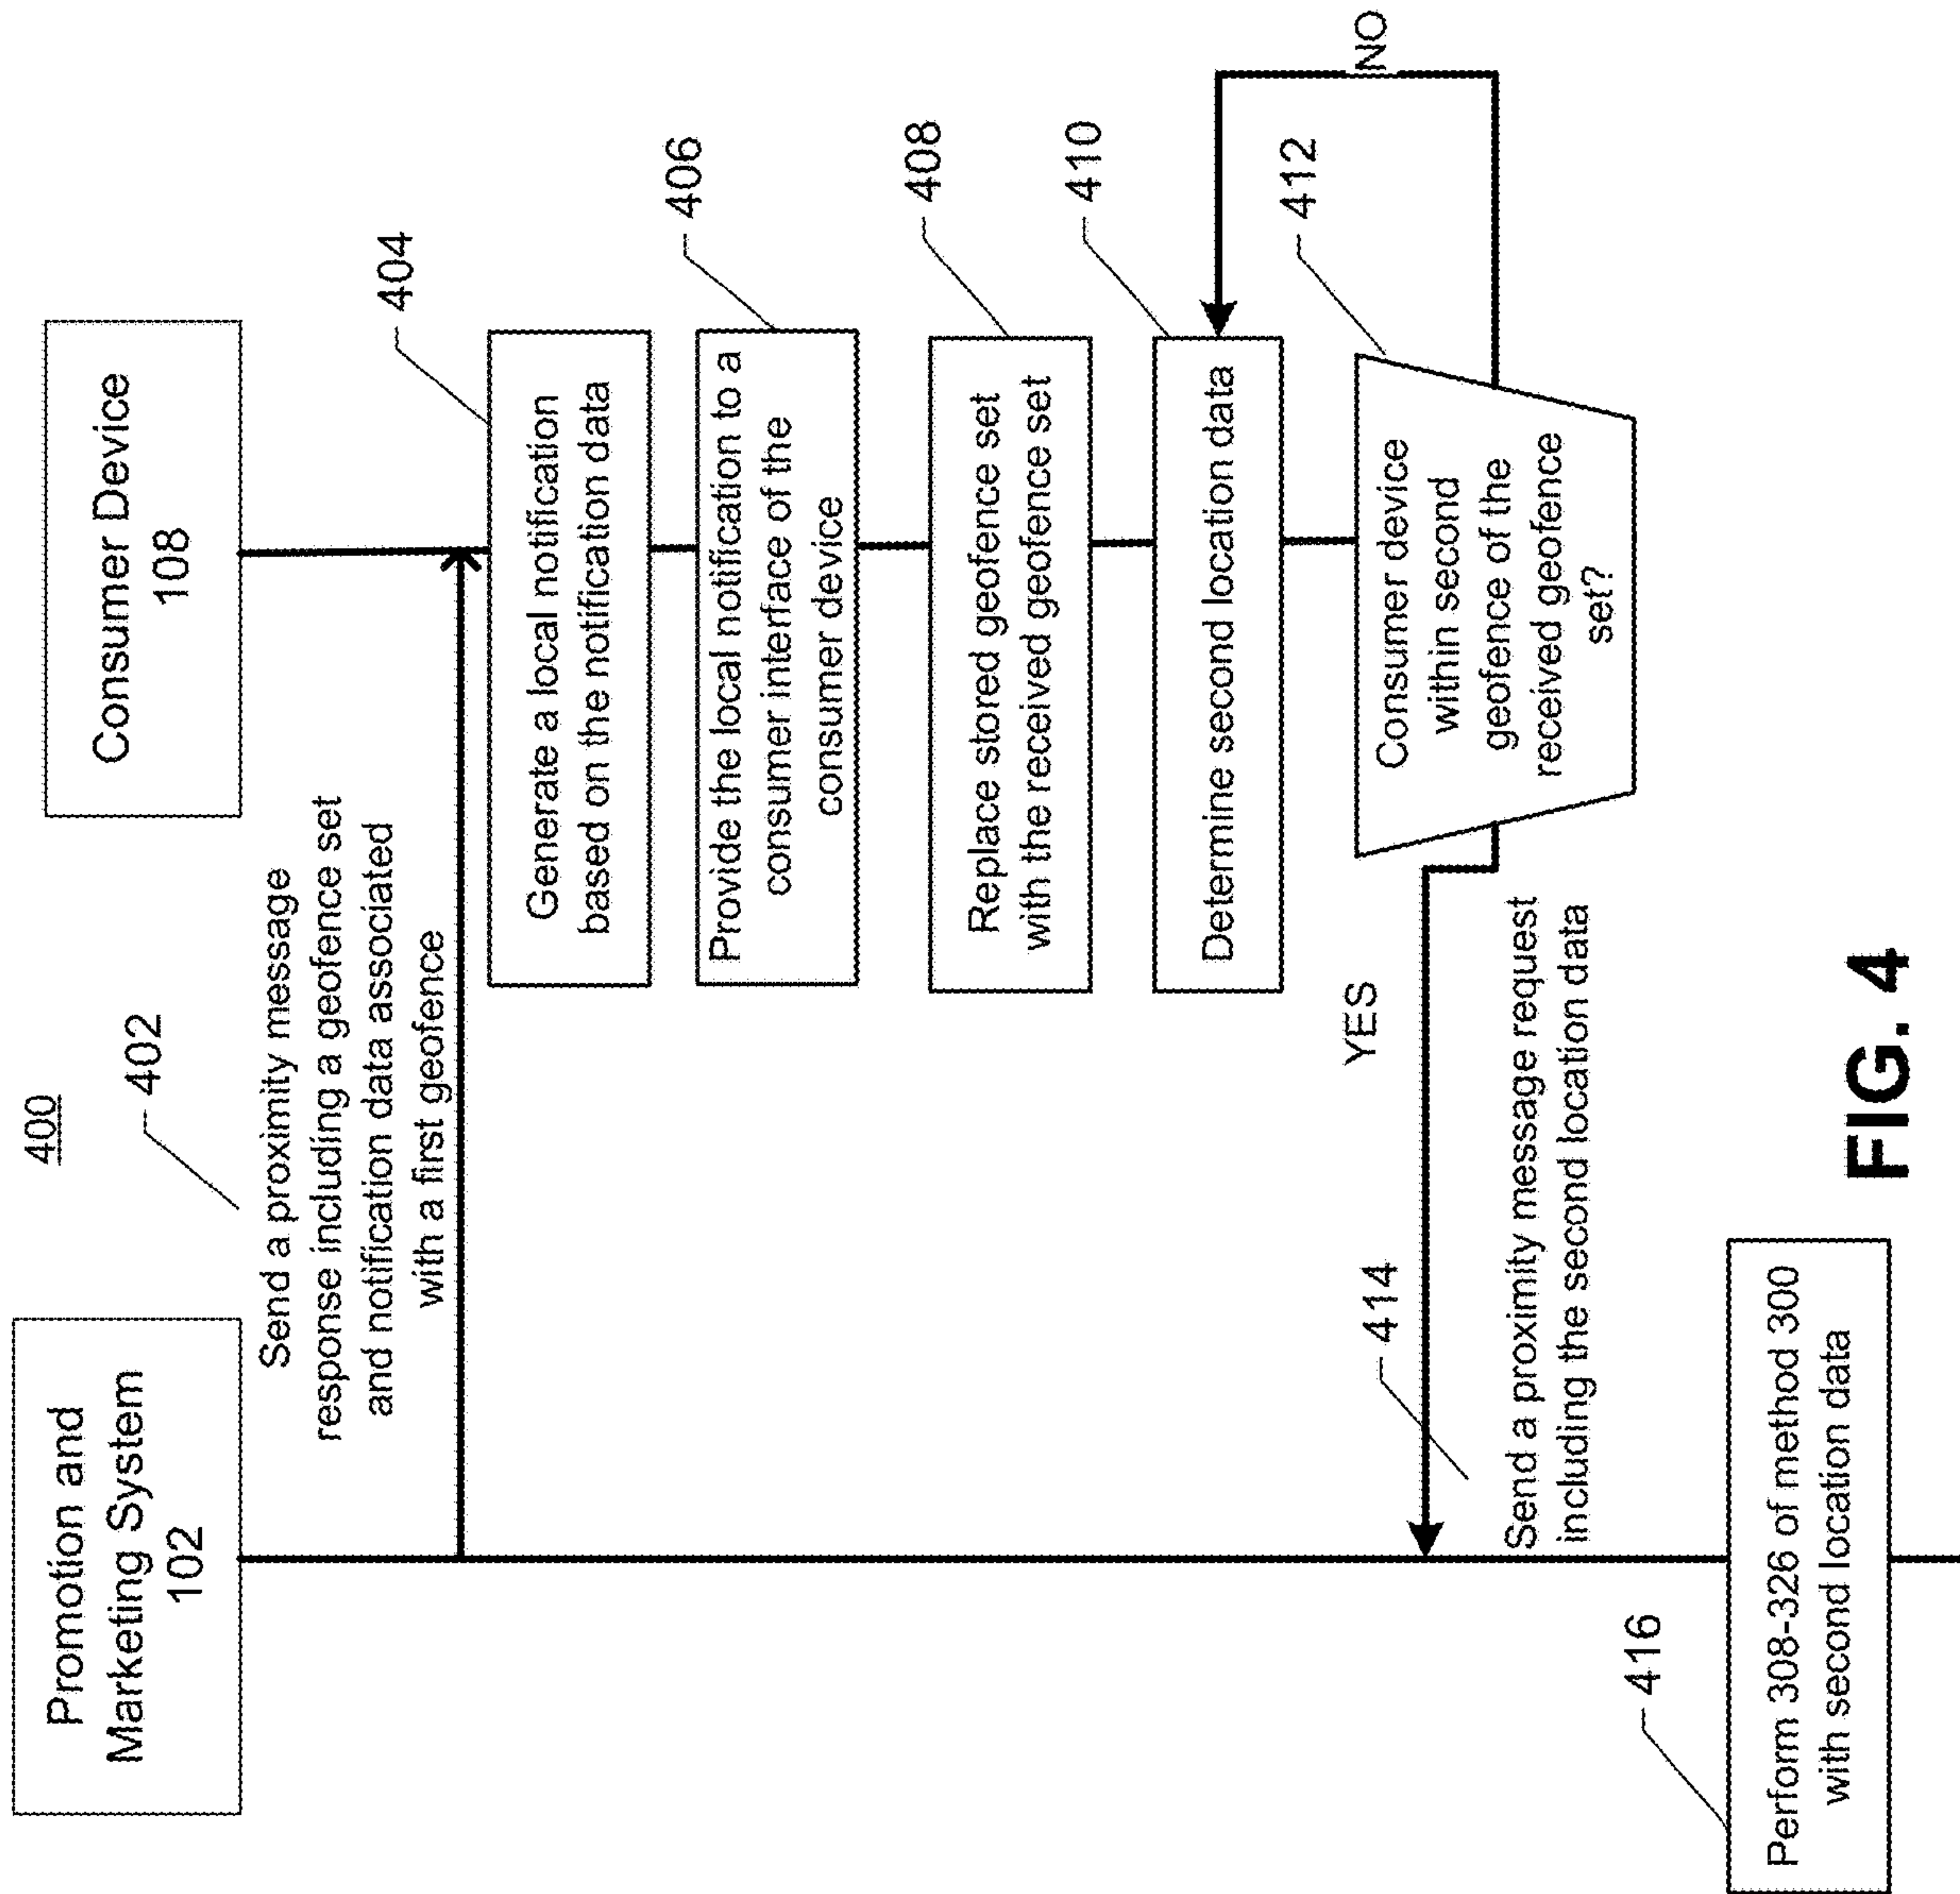 400
Promotion and
Marketing System
102
Consumer Device
108
402
Send a proximity message
response including a geofence set
and notification data associated
with a first geofence
404
Generate a local notification
based on the notification data
406
Provide the local notification to a
consumer interface of the
consumer device
408
Replace stored geofence set
with the received geofence set
410
Determine second location data
412
Consumer device
within second
geofence of the
received geofence
set?
NO
YES
414
Send a proximity message request
including the second location data
416
Perform 308-326 of method 300
with second location data
FIG. 4